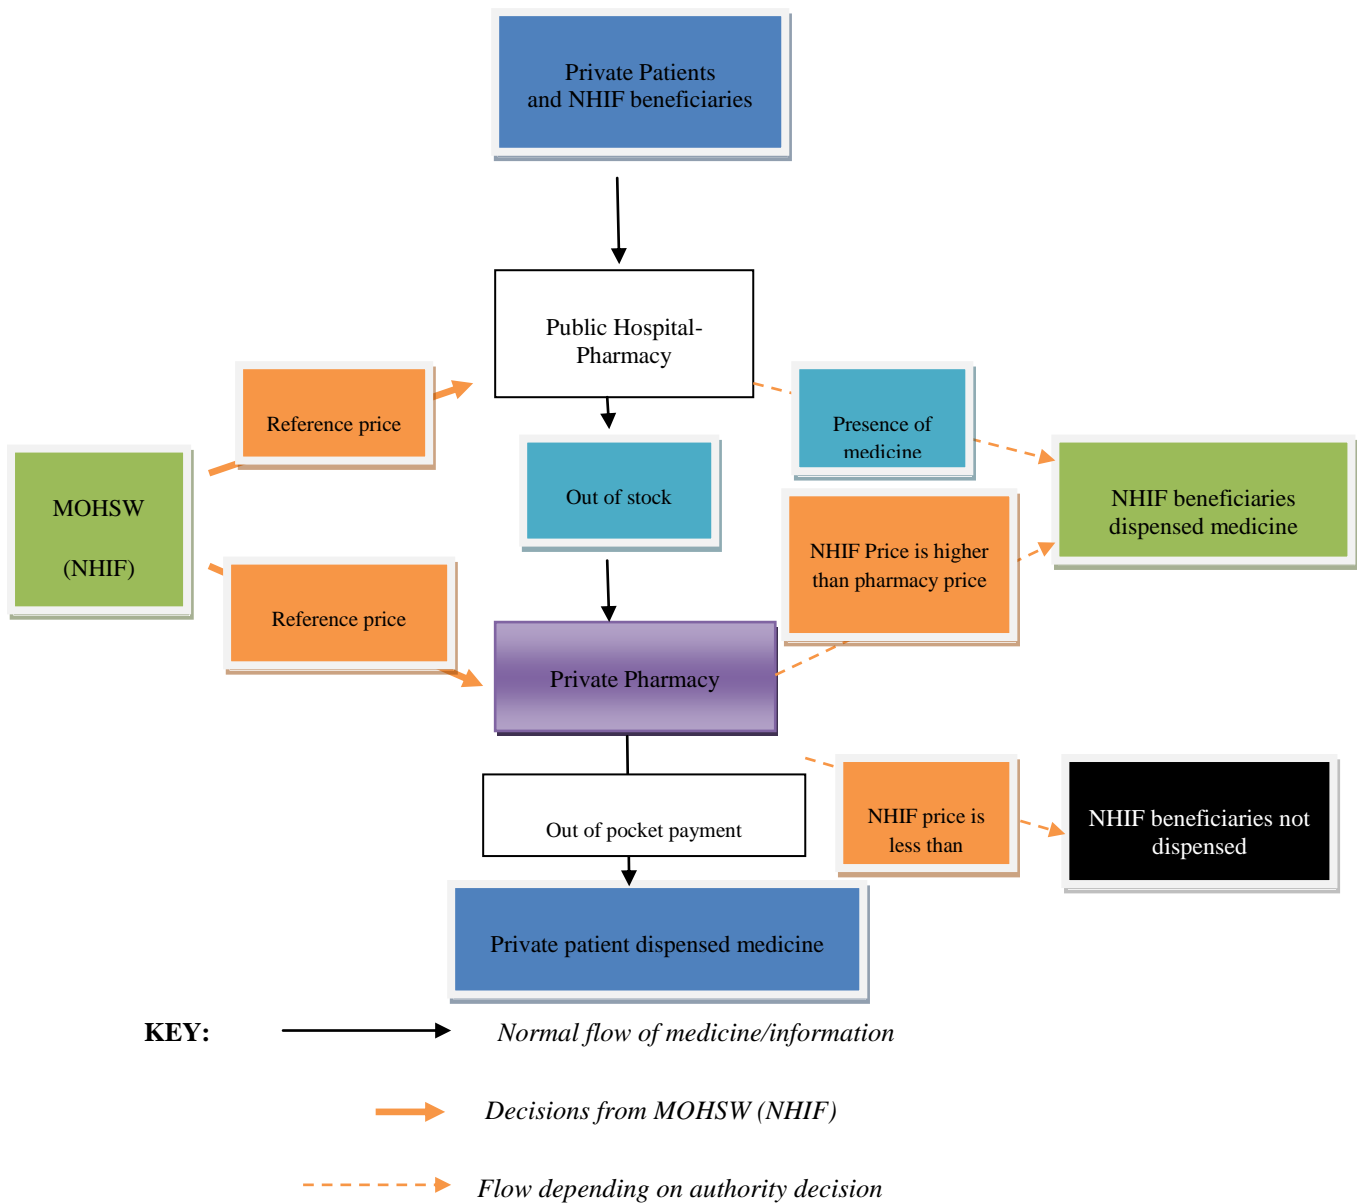 Private Patients
and NHIF beneficiaries
Public Hospital-
Pharmacy
Reference price
Presence of
medicine
MOHSW
(NHIF)
Out of stock
NHIF beneficiaries
dispensed medicine
NHIF Price is higher
than pharmacy price
Reference price
Private Pharmacy
Out of pocket payment
NHIF price is
less than
NHIF beneficiaries not
dispensed
Private patient dispensed medicine
KEY:
Normal flow of medicine/information
Decisions from MOHSW (NHIF)
Flow depending on authority decision